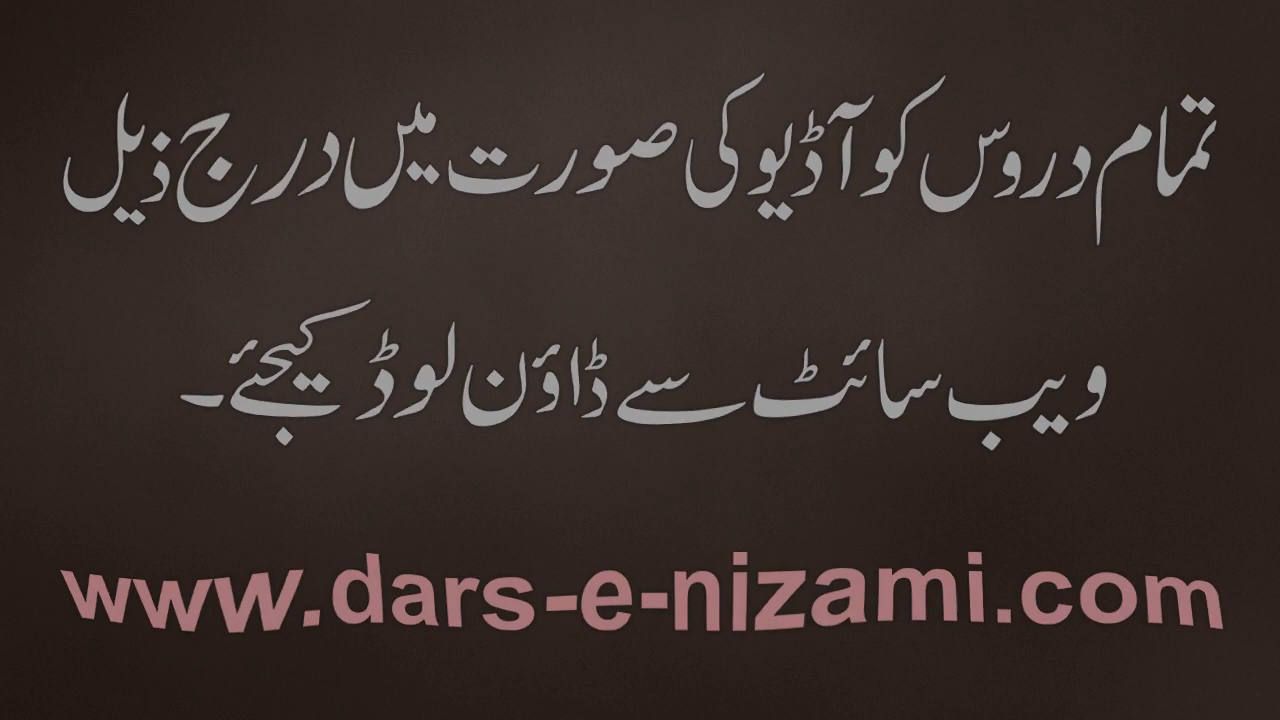 تمام دروس کو آڈیو کی صورت میں درج ذیل
ویب سائٹ سے ڈاؤن لوڈ کیجئے۔
www.dars-e-nizami.com